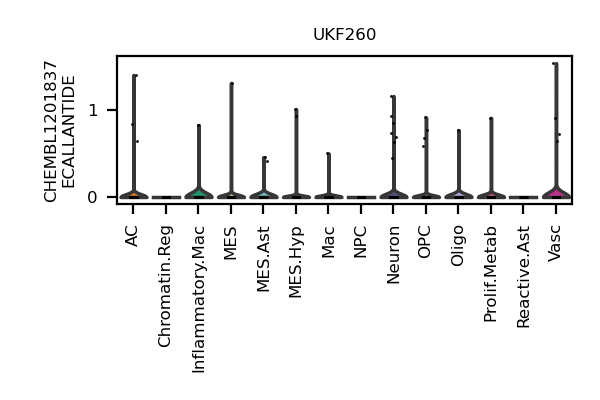 UKF260
CHEMBL1201837
ECALLANTIDE
1
0
AC
Chromatin.Reg
Inflammatory.Mac
MES
MES.Ast
MES.Hyp
Mac
NPC
Neuron
OPC
Oligo
Prolif.Metab
Reactive.Ast
Vasc